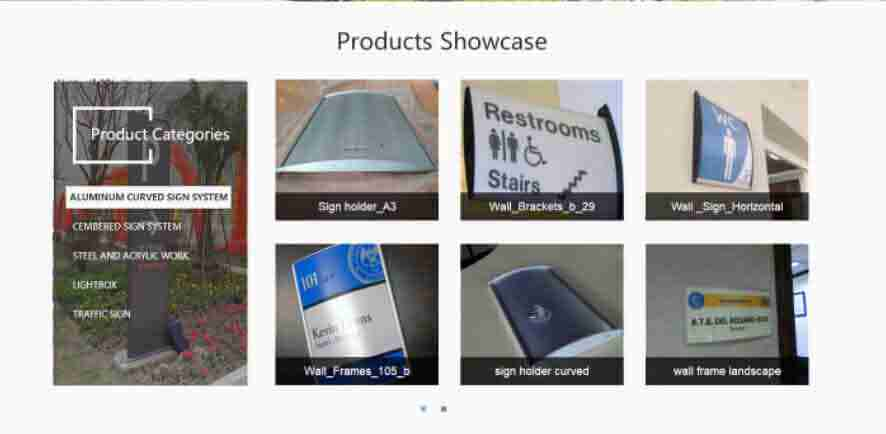 Products Showcase
Product Categories
ALUMINUM CURVED SIGN SYSTEM
CEMBERED SIGN SYSTEM
STEEL AND ACRYLIC WORK
LIGHTBOX
TRAFFIC SIGN
Sign holder_A3
Restrooms
Stairs
Wall_Brackets_b_29
WC
Wall _Sign_Horizontal
101
Kevin
Wall_Frames_105_b
sign holder curved
wall frame landscape